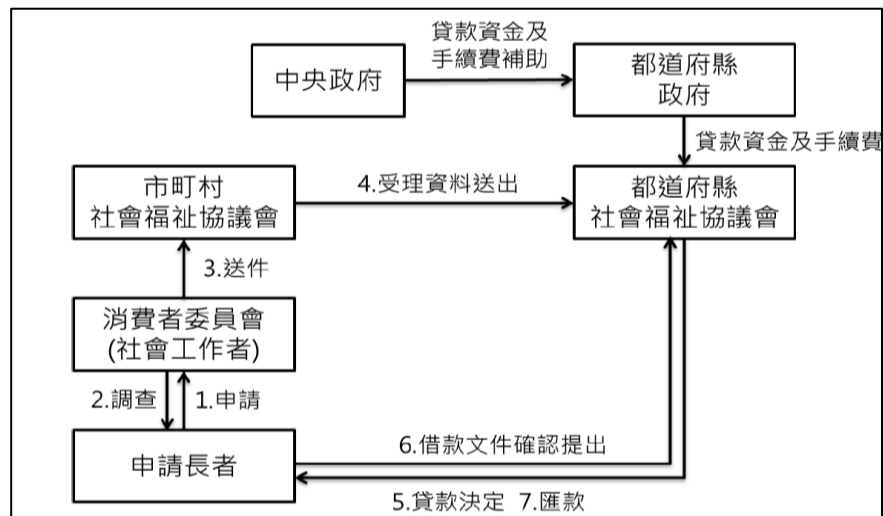 貸款資金及
手續費補助
中央政府
都道府縣
政府
貸款資金及手續費
市町村
社會福祉協議會
4.受理資料送出
都道府縣
社會福祉協議會
3.送件
消費者委員會
(社會工作者)
2.調查
1.申請
申請長者
6.借款文件確認提出
5.貸款決定 7.匯款